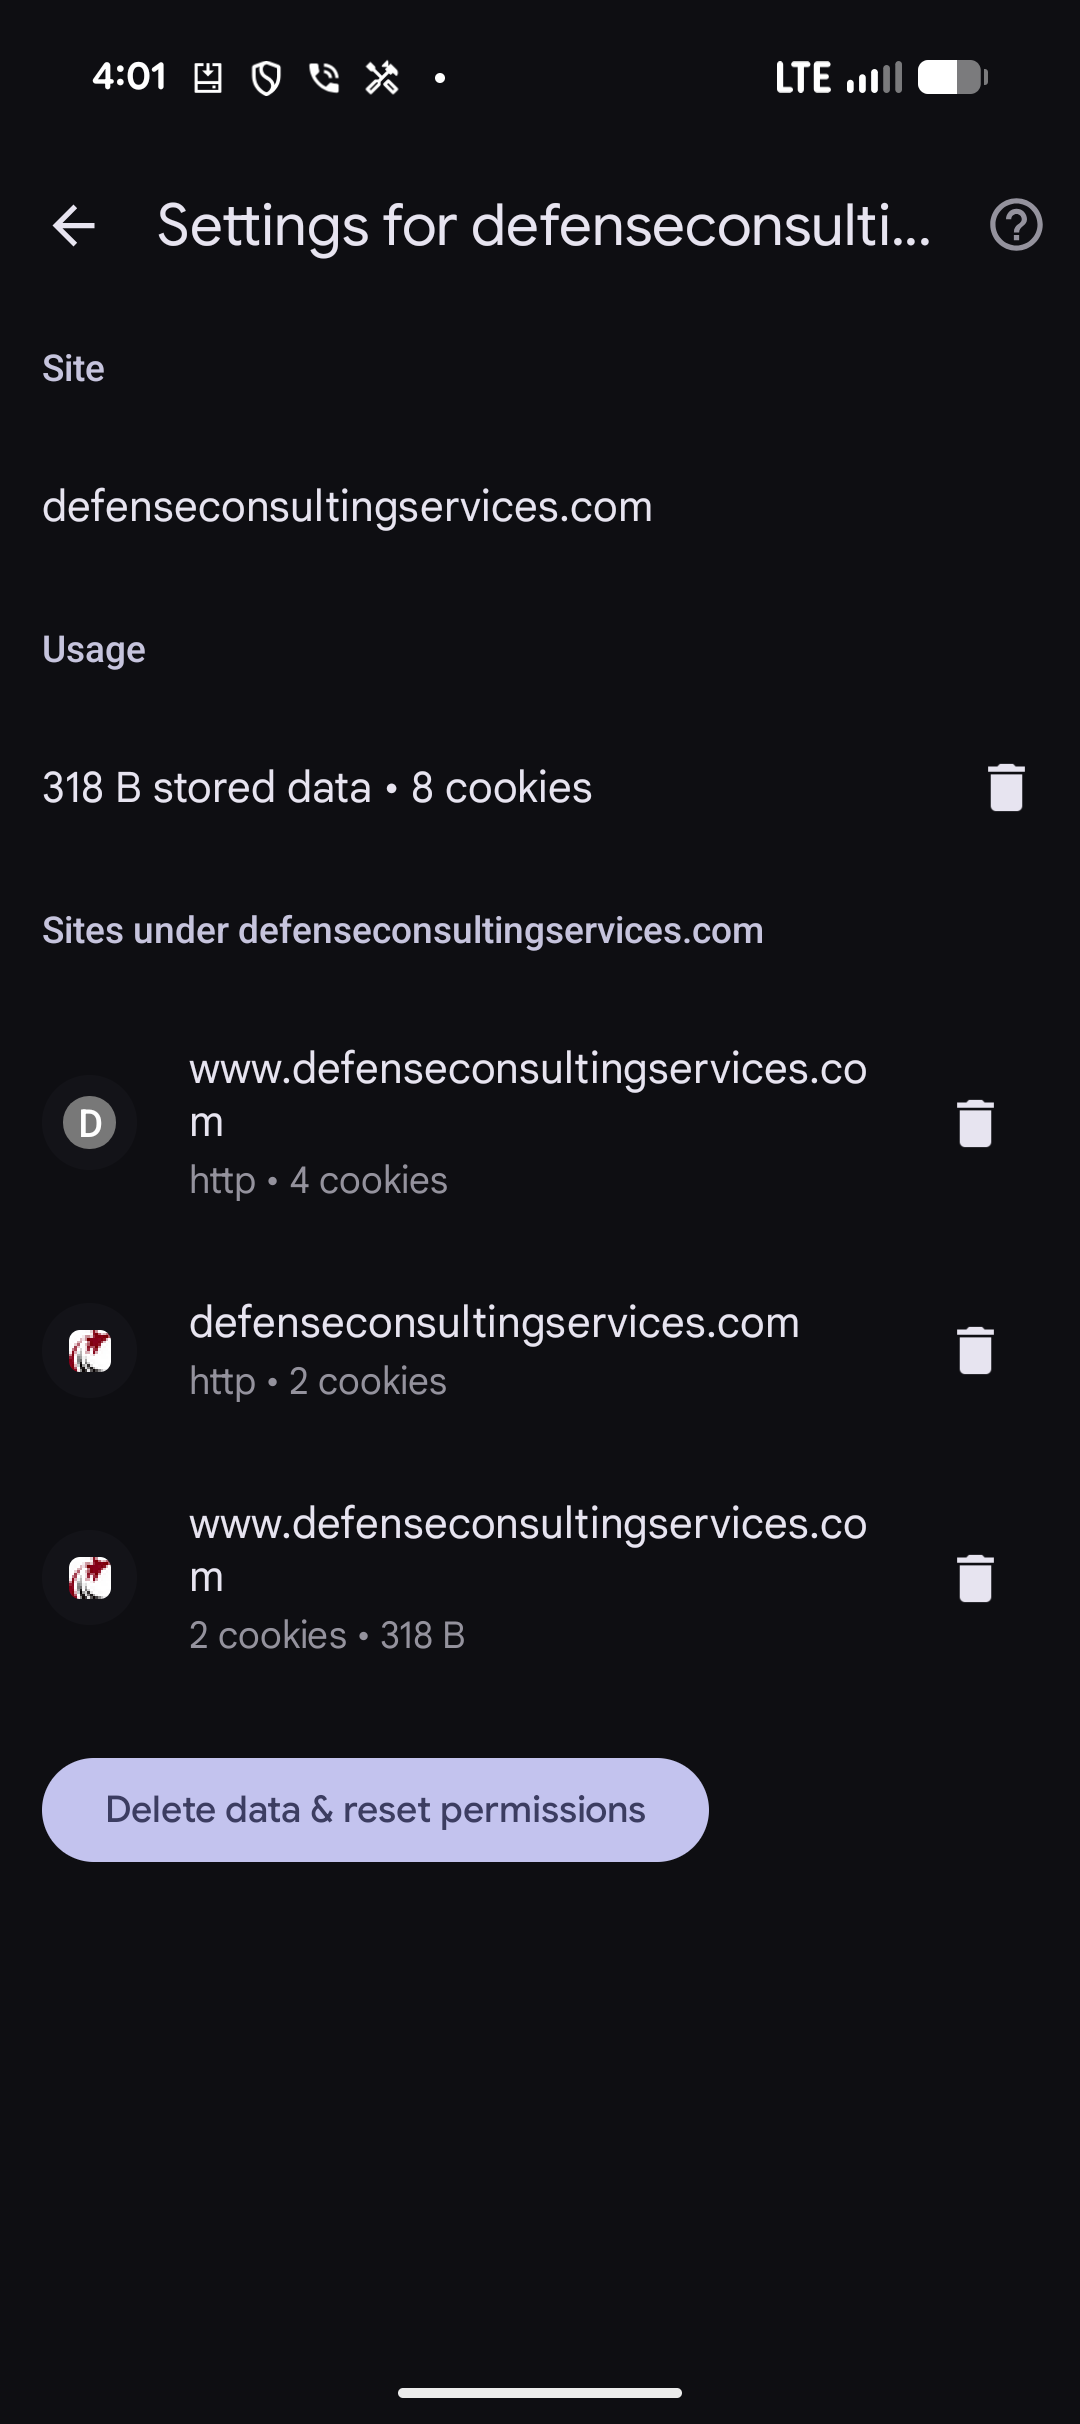 4:01 LTE
Settings for defenseconsulti...
Site
defenseconsultingservices.com
Usage
318 B stored data • 8 cookies
Sites under defenseconsultingservices.com
D
www.defenseconsultingservices.co
m
http • 4 cookies
defenseconsultingservices.com
http • 2 cookies
www.defenseconsultingservices.co
m
2 cookies • 318 B
Delete data & reset permissions